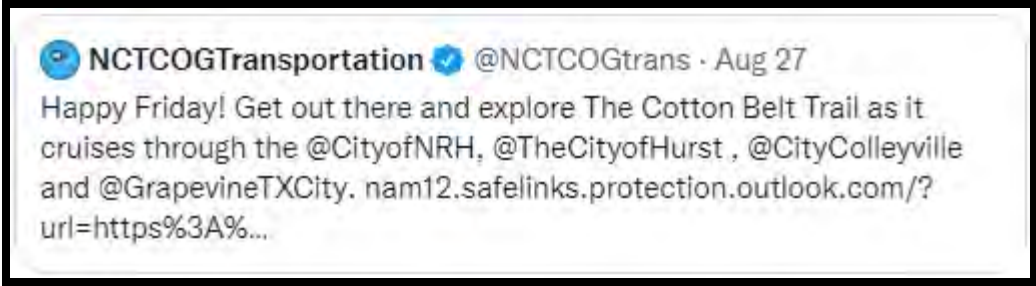 NCTCOGTransportation @NCTCOGtrans · Aug 27
Happy Friday! Get out there and explore The Cotton Belt Trail as it
cruises through the @CityofNRH, @TheCityofHurst , @CityColleyville
and @GrapevineTXCity. nam12.safelinks.protection.outlook.com/?
url=https%3A%...